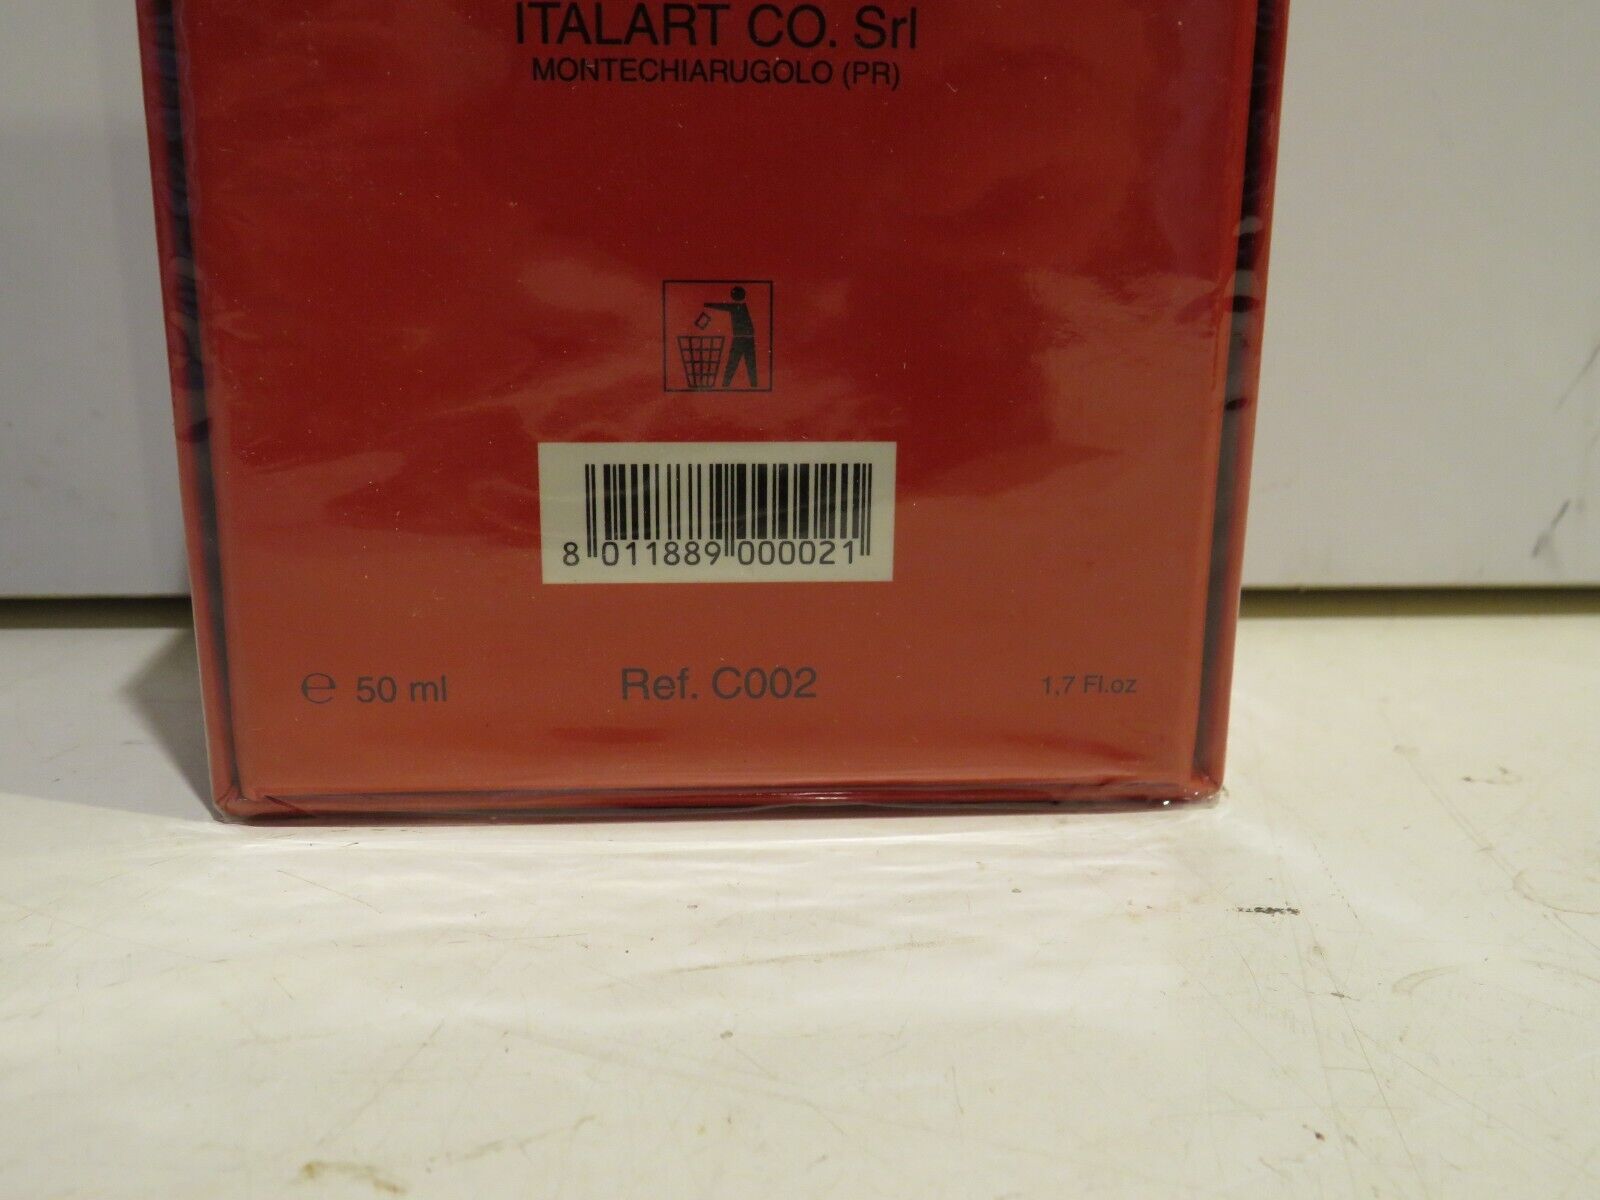 ITALART CO. Srl
MONTECHIARUGOLO (PR)
8 011889 000021
℮ 50 ml Ref. C002 1,7 Fl.oz